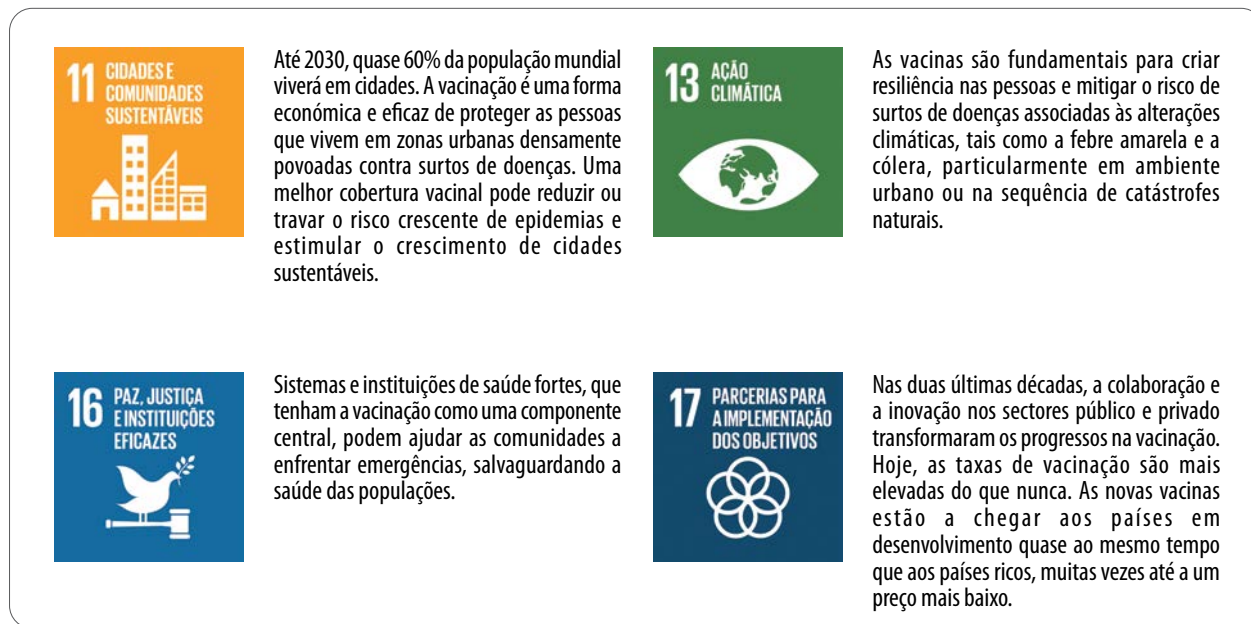 11 CIDADES E
COMUNIDADES
SUSTENTÁVEIS
Até 2030, quase 60% da população mundial
viverá em cidades. A vacinação é uma forma
económica e eficaz de proteger as pessoas
que vivem em zonas urbanas densamente
povoadas contra surtos de doenças. Uma
melhor cobertura vacinal pode reduzir ou
travar o risco crescente de epidemias e
estimular o crescimento de cidades
sustentáveis.
13 AÇÃO
CLIMÁTICA
As vacinas são fundamentais para criar
resiliência nas pessoas e mitigar o risco de
surtos de doenças associadas às alterações
climáticas, tais como a febre amarela e a
cólera, particularmente em ambiente
urbano ou na sequência de catástrofes
naturais.
16 PAZ, JUSTIÇA
E INSTITUIÇÕES
EFICAZES
Sistemas e instituições de saúde fortes, que
tenham a vacinação como uma componente
central, podem ajudar as comunidades a
enfrentar emergências, salvaguardando a
saúde das populações.
17 PARCERIAS PARA
A IMPLEMENTAÇÃO
DOS OBJETIVOS
Nas duas últimas décadas, a colaboração e
a inovação nos sectores público e privado
transformaram os progressos na vacinação.
Hoje, as taxas de vacinação são mais
elevadas do que nunca. As novas vacinas
estão a chegar aos países em
desenvolvimento quase ao mesmo tempo
que aos países ricos, muitas vezes até a um
preço mais baixo.